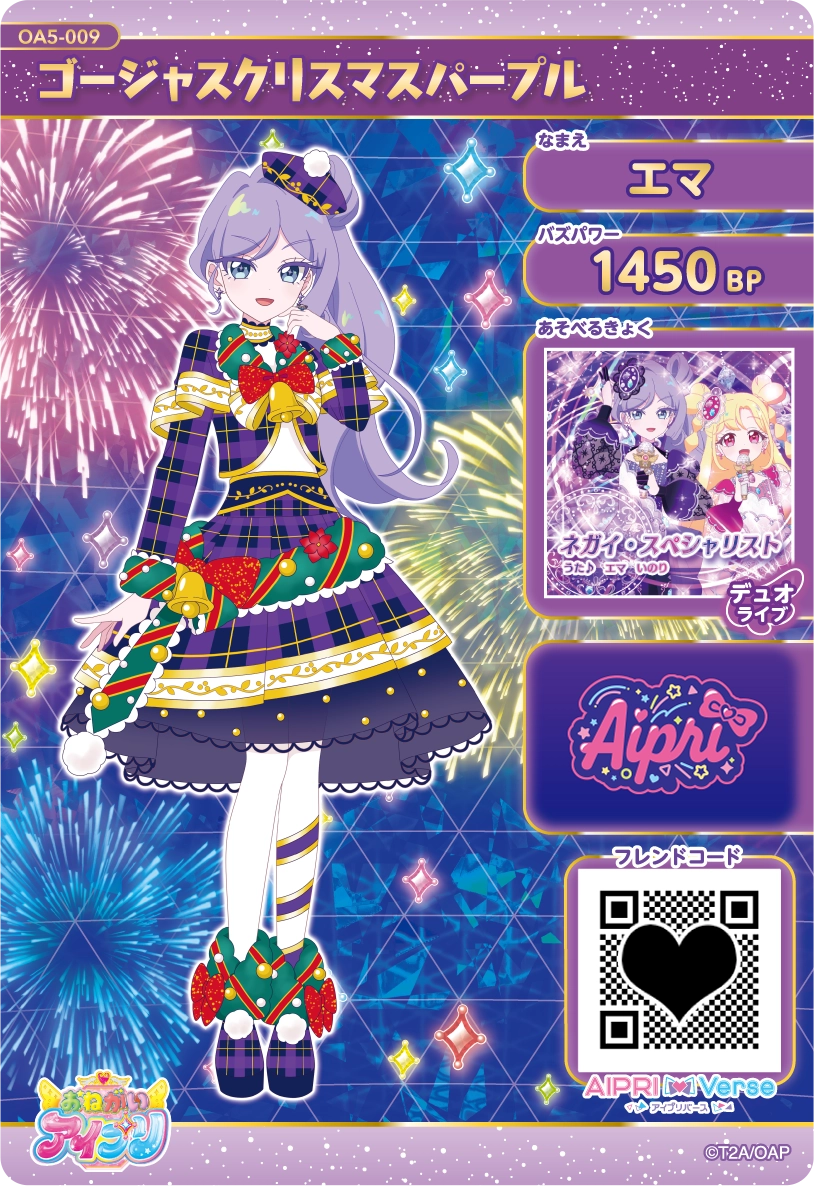 OA5-009
ゴージャスクリスマスパープル
なまえ
エマ
バズパワー
1450 BP
あそべるきょく
ネガイ・スペシャリスト
うた♪ エマ いのり
デュオ
ライブ
Aipri
フレンドコード
AIPRI Verse
アイプリバース
おねがい
アイプリ
©T2A/OAP